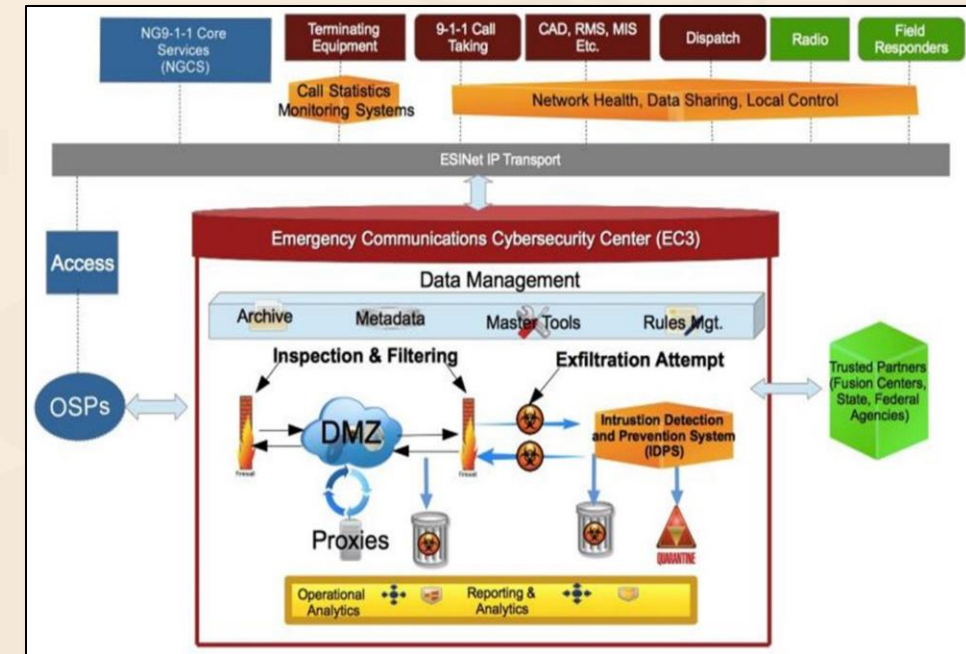 NG9-1-1 Core
Services
(NGCS)
Terminating
Equipment
9-1-1 Call
Taking
CAD, RMS, MIS
Etc.
Dispatch
Radio
Field
Responders
Call Statistics
Monitoring Systems
Network Health, Data Sharing, Local Control
ESINet IP Transport
Access
Emergency Communications Cybersecurity Center (EC3)
Data Management
Archive
Metadata
Master Tools
Rules Mgt.
Inspection & Filtering
Exfiltration Attempt
OSPs
DMZ
Firewall
Firewall
Intrusion Detection
and Prevention System
(IDPS)
Trusted Partners
(Fusion Centers,
State, Federal
Agencies)
Proxies
QUARANTINE
Operational
Analytics
Reporting &
Analytics